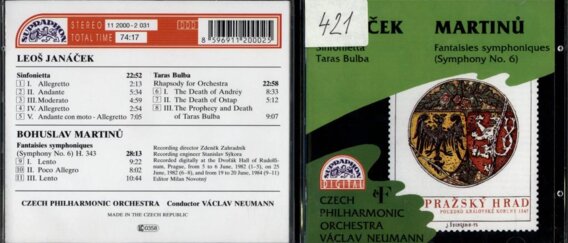 SUPRAPHON
STEREO 11 2000-2 031
TOTAL TIME 74:17
8 596911 200025
LEOŠ JANÁČEK
Sinfonietta 22:52
1 I. Allegretto 2:05
2 II. Andante 5:34
3 III. Moderato 4:59
4 IV. Allegretto 2:54
5 V. Andante con moto - Allegretto 7:05
Taras Bulba
Rhapsody for Orchestra 22:58
6 I. The Death of Andrey 8:33
7 II. The Death of Ostap 5:12
8 III. The Prophecy and Death
of Taras Bulba 9:07
BOHUSLAV MARTINŮ
Fantaisies symphoniques
(Symphony No. 6) H. 343 28:13
9 I. Lento 9:22
10 II. Poco Allegro 8:02
11 III. Lento 10:44
Recording director Zdeněk Zahradník
Recording engineer Stanislav Sýkora
Recorded digitally at the Dvořák Hall of Rudolfi-
num, Prague, from 5 to 6 June, 1982 (1-5), on 25
June, 1982 (6-8), and from 19 to 20 June, 1984 (9-11)
Editor Milan Novotný
CZECH PHILHARMONIC ORCHESTRA Conductor VÁCLAV NEUMANN
MADE IN THE CZECH REPUBLIC
0358
421
ČEK MARTINŮ
Sinfonietta
Taras Bulba
Fantaisies symphoniques
(Symphony No. 6)
SUPRAPHON
DIGITAL
CZECH
PHILHARMONIC
ORCHESTRA
VÁCLAV NEUMANN
PRAŽSKÝ HRAD